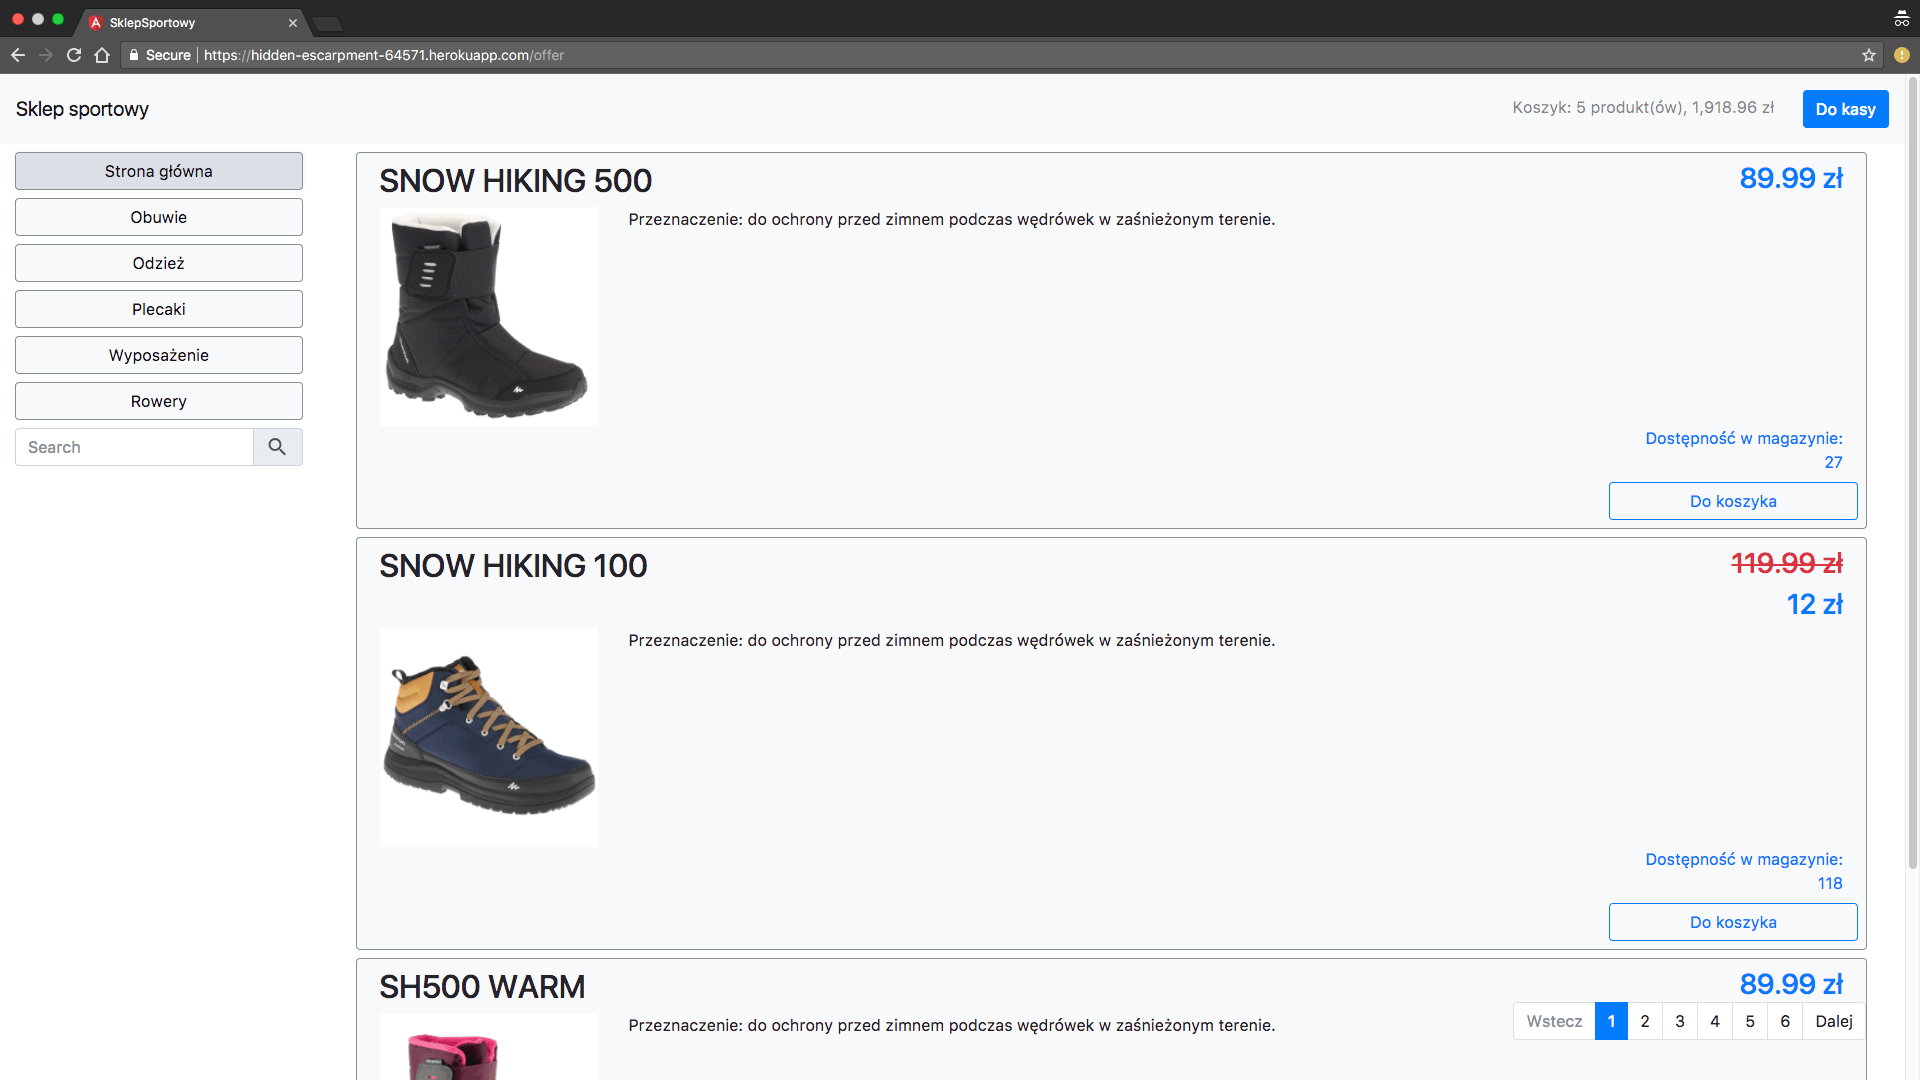 SklepSportowy
Secure
https://hidden-escarpment-64571.herokuapp.com/offer
Sklep sportowy
Koszyk: 5 produkt(ów), 1,918.96 zł
Do kasy
Strona główna
Obuwie
Odzież
Plecaki
Wyposażenie
Rowery
Search
SNOW HIKING 500
89.99 zł
Przeznaczenie: do ochrony przed zimnem podczas wędrówek w zaśnieżonym terenie.
Dostępność w magazynie:
27
Do koszyka
SNOW HIKING 100
119.99 zł
12 zł
Przeznaczenie: do ochrony przed zimnem podczas wędrówek w zaśnieżonym terenie.
Dostępność w magazynie:
118
Do koszyka
SH500 WARM
89.99 zł
Przeznaczenie: do ochrony przed zimnem podczas wędrówek w zaśnieżonym terenie.
Wstecz 1 2 3 4 5 6 Dalej